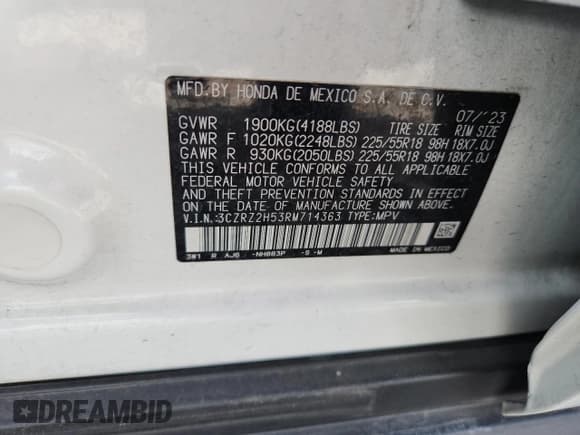 MFD. BY HONDA DE MEXICO S.A. DE C.V.
07/'23
GVWR 1900KG(4188LBS) TIRE SIZE RIM SIZE
GAWR F 1020KG(2248LBS) 225/55R18 98H 18X7.0J
GAWR R 930KG(2050LBS) 225/55R18 98H 18X7.0J
THIS VEHICLE CONFORMS TO ALL APPLICABLE
FEDERAL MOTOR VEHICLE SAFETY
AND THEFT PREVENTION STANDARDS IN EFFECT
ON THE DATE OF MANUFACTURE SHOWN ABOVE.
V.I.N.:3CZRZ2H53RM714363 TYPE:MPV
3W1 R AJ6 -NH883P -S -M
DREAMBID